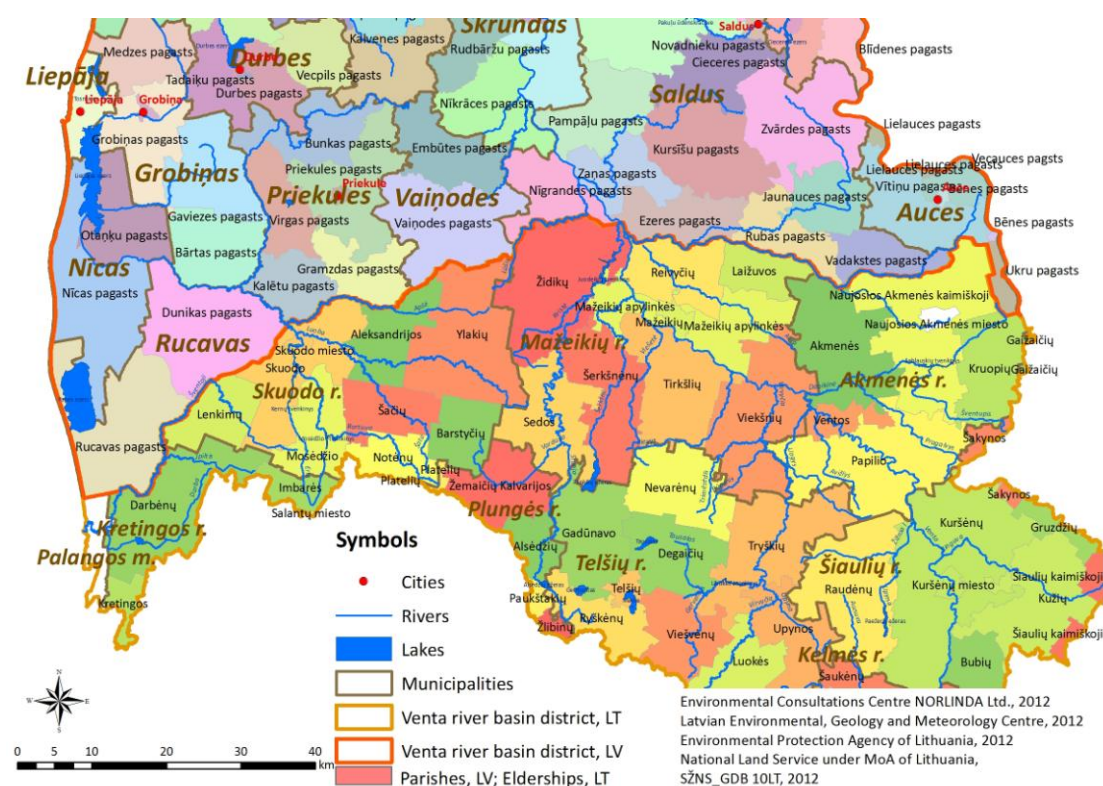 SKRUNDAS
Saldus
Medzes pagasts
Kalvenes pagasts
Rudbāržu pagasts
Novadnieku pagasts
Blīdenes pagasts
Durbes
Cieceres pagasts
Liepāja
Tadaiķu pagasts
Vecpils pagasts
Durbes pagasts
Nīkrāces pagasts
Saldus
Liepāja
Grobiņa
Pampāļu pagasts
Zvārdes pagasts
Lielauces pagasts
Grobiņas pagasts
Bunkas pagasts
Embūtes pagasts
Kursīšu pagasts
Vecauces pagsts
Lielauces pagasts
Lielauces pagasts
Grobiņas
Priekules pagasts
Zaņas pagasts
Priekule
Nīgrandes pagasts
Vītiņu pagasts
Bēnes pagasts
Priekules
Vaiņodes
Jaunauces pagasts
Gaviezes pagasts
Virgas pagasts
Vaiņodes pagasts
Ezeres pagasts
Auces
Bēnes pagasts
Otaņķu pagasts
Rubas pagasts
Bārtas pagasts
Nīcas
Gramzdas pagasts
Vadakstes pagasts
Ukru pagasts
Nīcas pagasts
Kalētu pagasts
Židikų
Reivyčių
Laižuvos
Naujosios Akmenės kaimiškoji
Dunikas pagasts
Mažeikių apylinkės
Mažeikių
Mažeikių apylinkės
Naujosios Akmenės miesto
Rucavas
Aleksandrijos
Ylakių
Mažeikių r.
Akmenės
Gaižaičių
Skuodo miesto
Skuodo
Šerkšnėnų
Tirkšlių
Akmenės r.
Kruopių
Gaižaičių
Skuodo r.
Lenkimų
Šačių
Viekšnių
Ventos
Barstyčių
Sedos
Rucavas pagasts
Mosėdžio
Notėnų
Platelių
Platelių
Papilio
Šakynos
Imbarės
Žemaičių Kalvarijos
Nevarėnų
Šakynos
Darbėnų
Salantų miesto
Plungės r.
Kretingos r.
Kuršėnų
Gruzdžių
Palangos m.
Symbols
Alsėdžių
Gadūnavo
Degaičių
Tryškių
Telšių r.
Šiaulių r.
Šiaulių kaimiškoji
Cities
Paukštakių
Telšių
Raudėnų
Kuršėnų miesto
Kužių
Kretingos
Rivers
Ryškėnų
Žlibinų
Viešvėnų
Upynos
Šiaulių kaimiškoji
Lakes
Luokės
Kelmės r.
Bubių
Municipalities
Šaukėnų
Venta river basin district, LT
Venta river basin district, LV
Parishes, LV; Elderships, LT
N
W
E
S
0 5 10 20 30 40
km
Environmental Consultations Centre NORLINDA Ltd., 2012
Latvian Environmental, Geology and Meteorology Centre, 2012
Environmental Protection Agency of Lithuania, 2012
National Land Service under MoA of Lithuania,
SŽNS_GDB 10LT, 2012